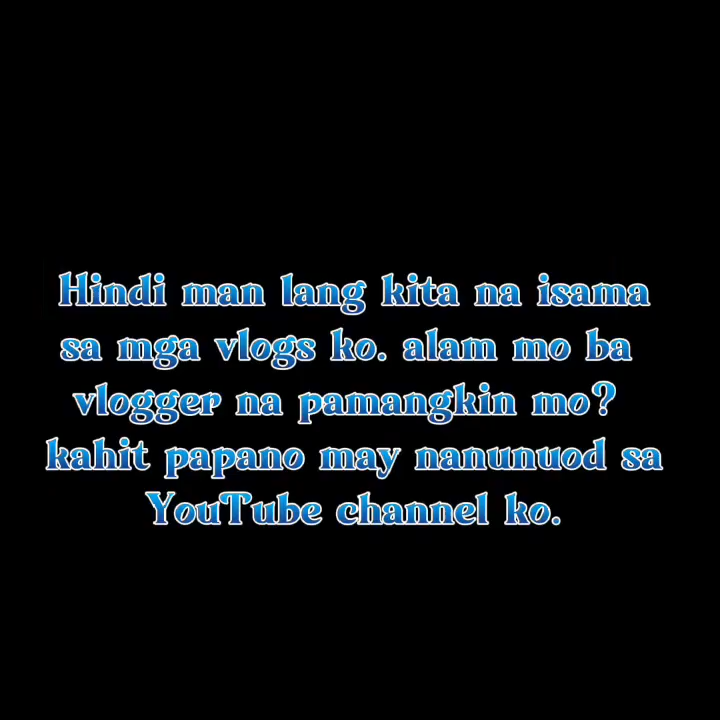 Hindi man lang kita na isama
sa mga vlogs ko. alam mo ba
vlogger na pamangkin mo?
kahit papano may nanunuod sa
YouTube channel ko.